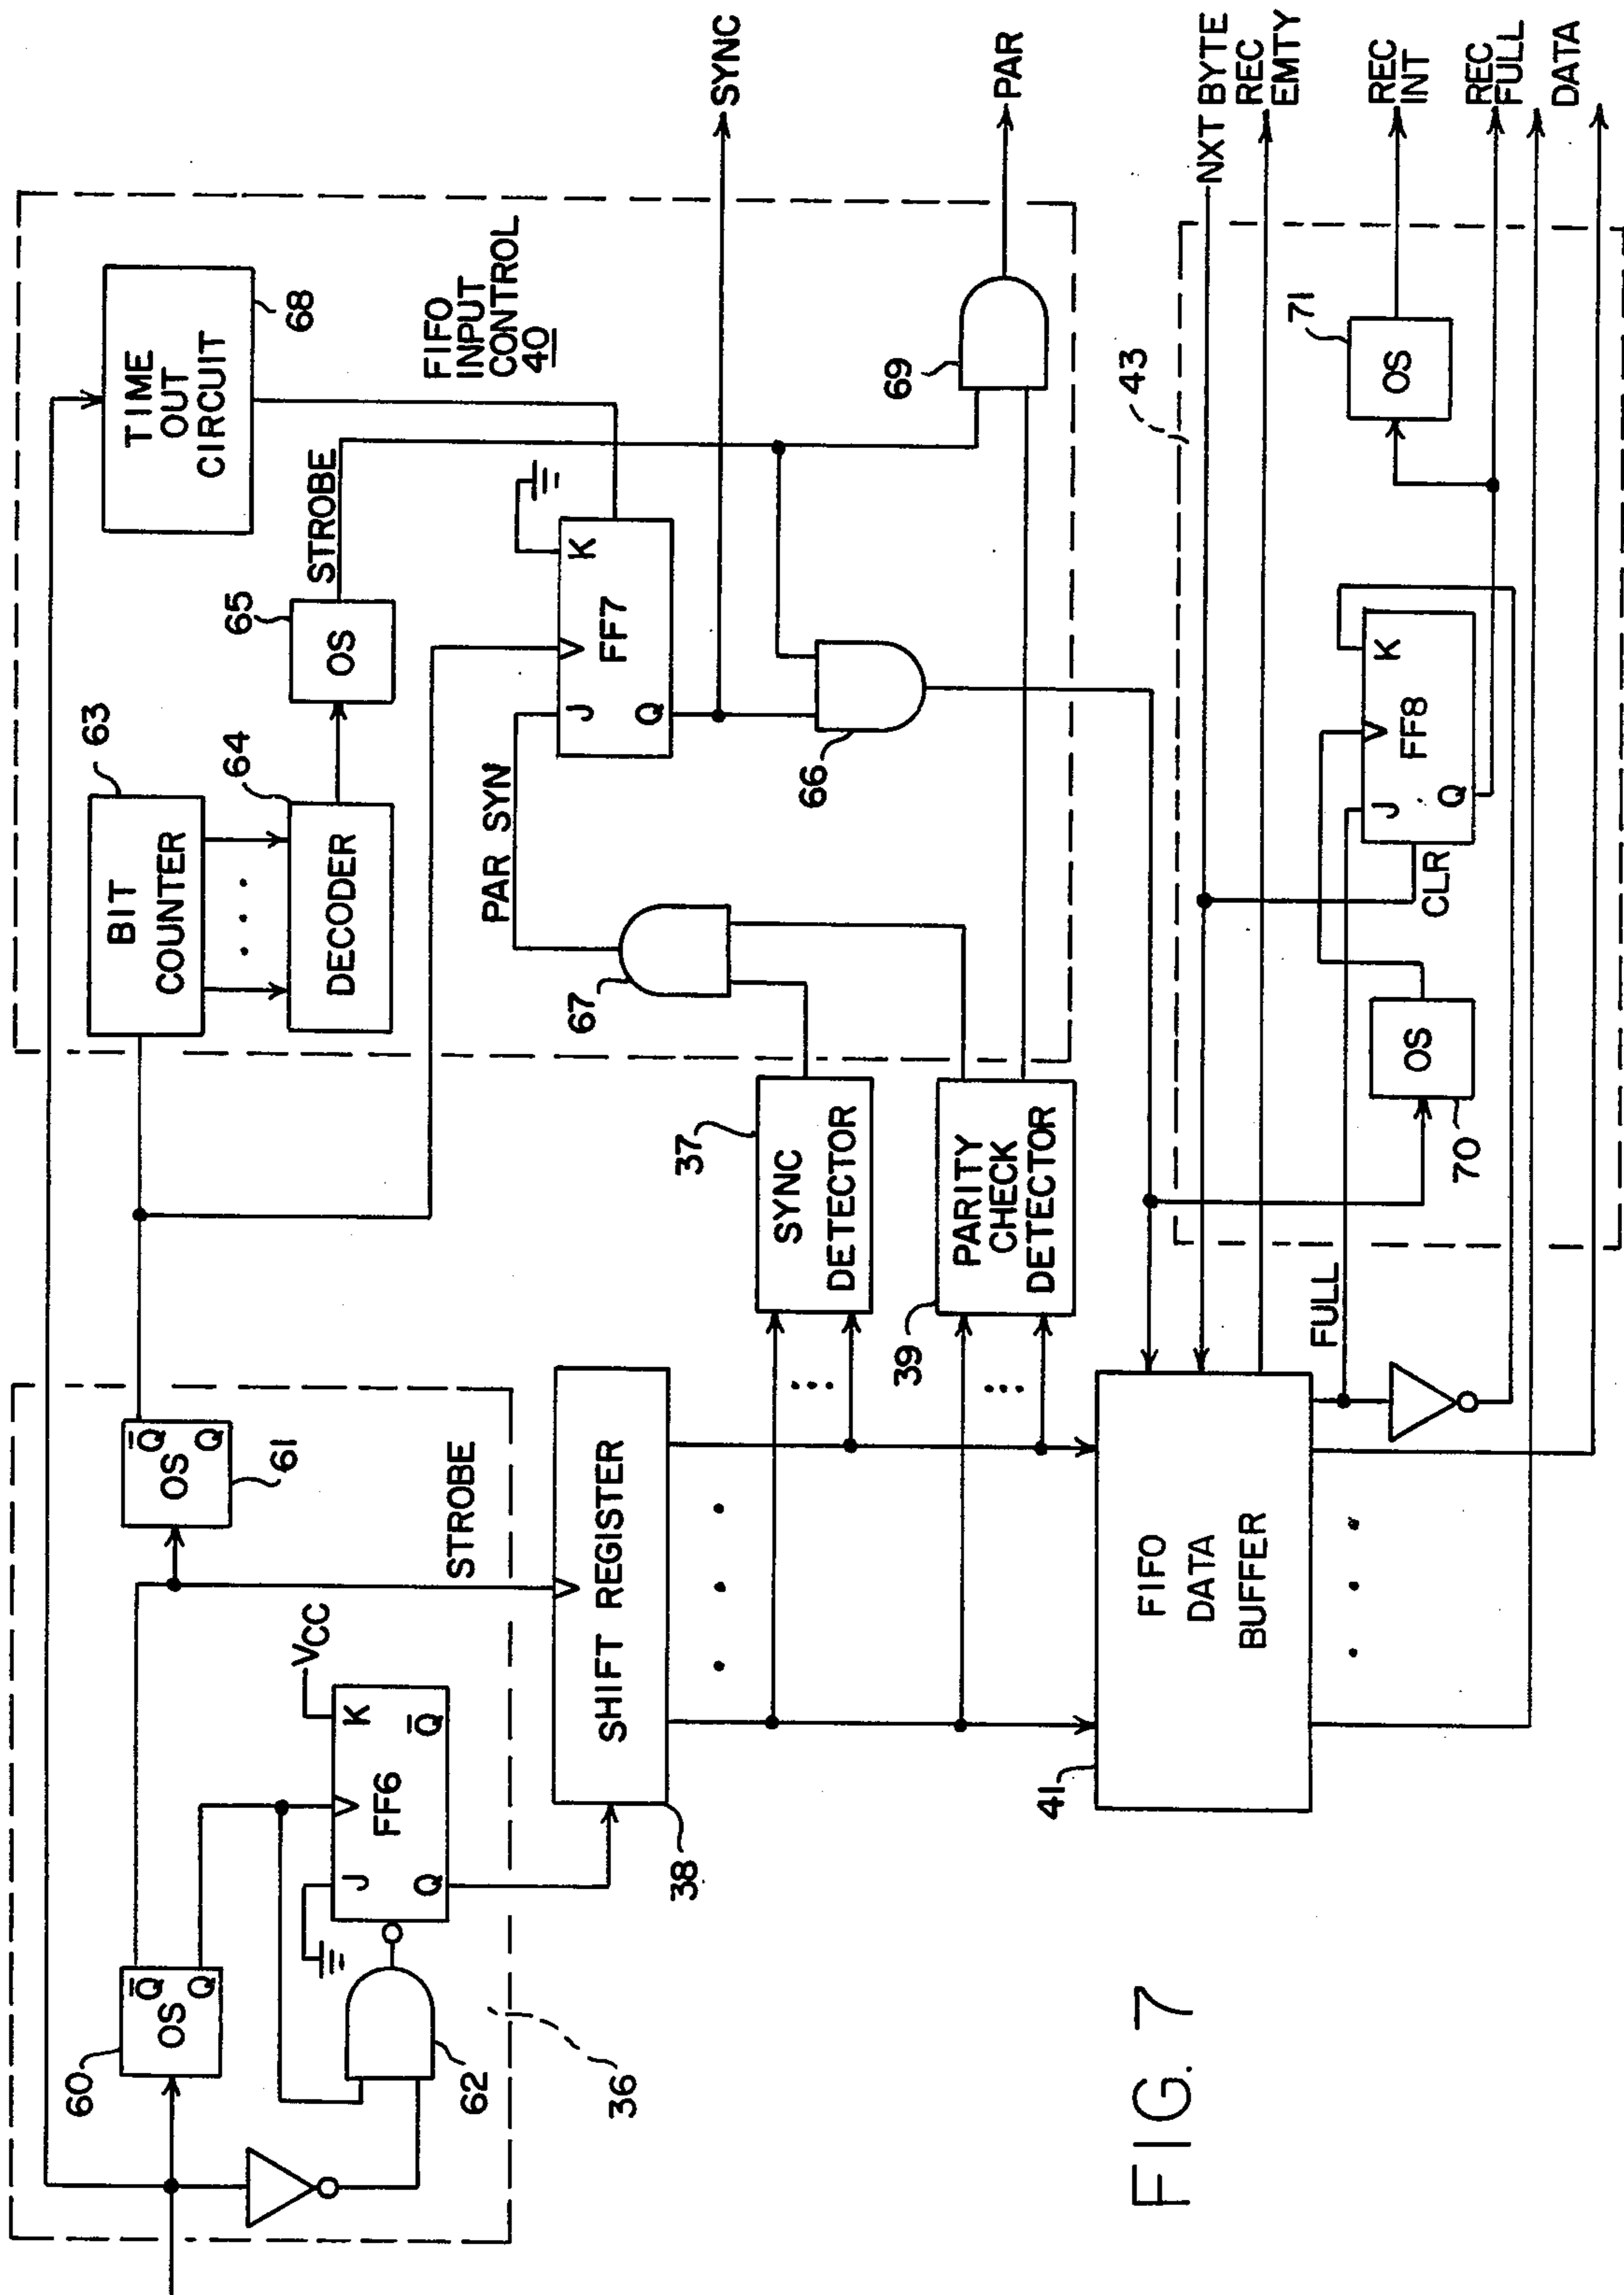 60
OS
Q̅
Q
62
36
J
K
FF6
Q
Q̅
VCC
OS
Q̅
Q
61
STROBE
SHIFT REGISTER
38
BIT
COUNTER
63
DECODER
64
OS
65
STROBE
TIME
OUT
CIRCUIT
68
FIFO
INPUT
CONTROL
40
PAR SYN
67
J
K
FF7
Q
66
69
SYNC
PAR
SYNC
DETECTOR
37
PARITY
CHECK
DETECTOR
39
FIFO
DATA
BUFFER
41
FULL
OS
70
CLR
J
K
FF8
Q
43
OS
71
NXT BYTE
REC
EMTY
REC
INT
REC
FULL
DATA
FIG. 7